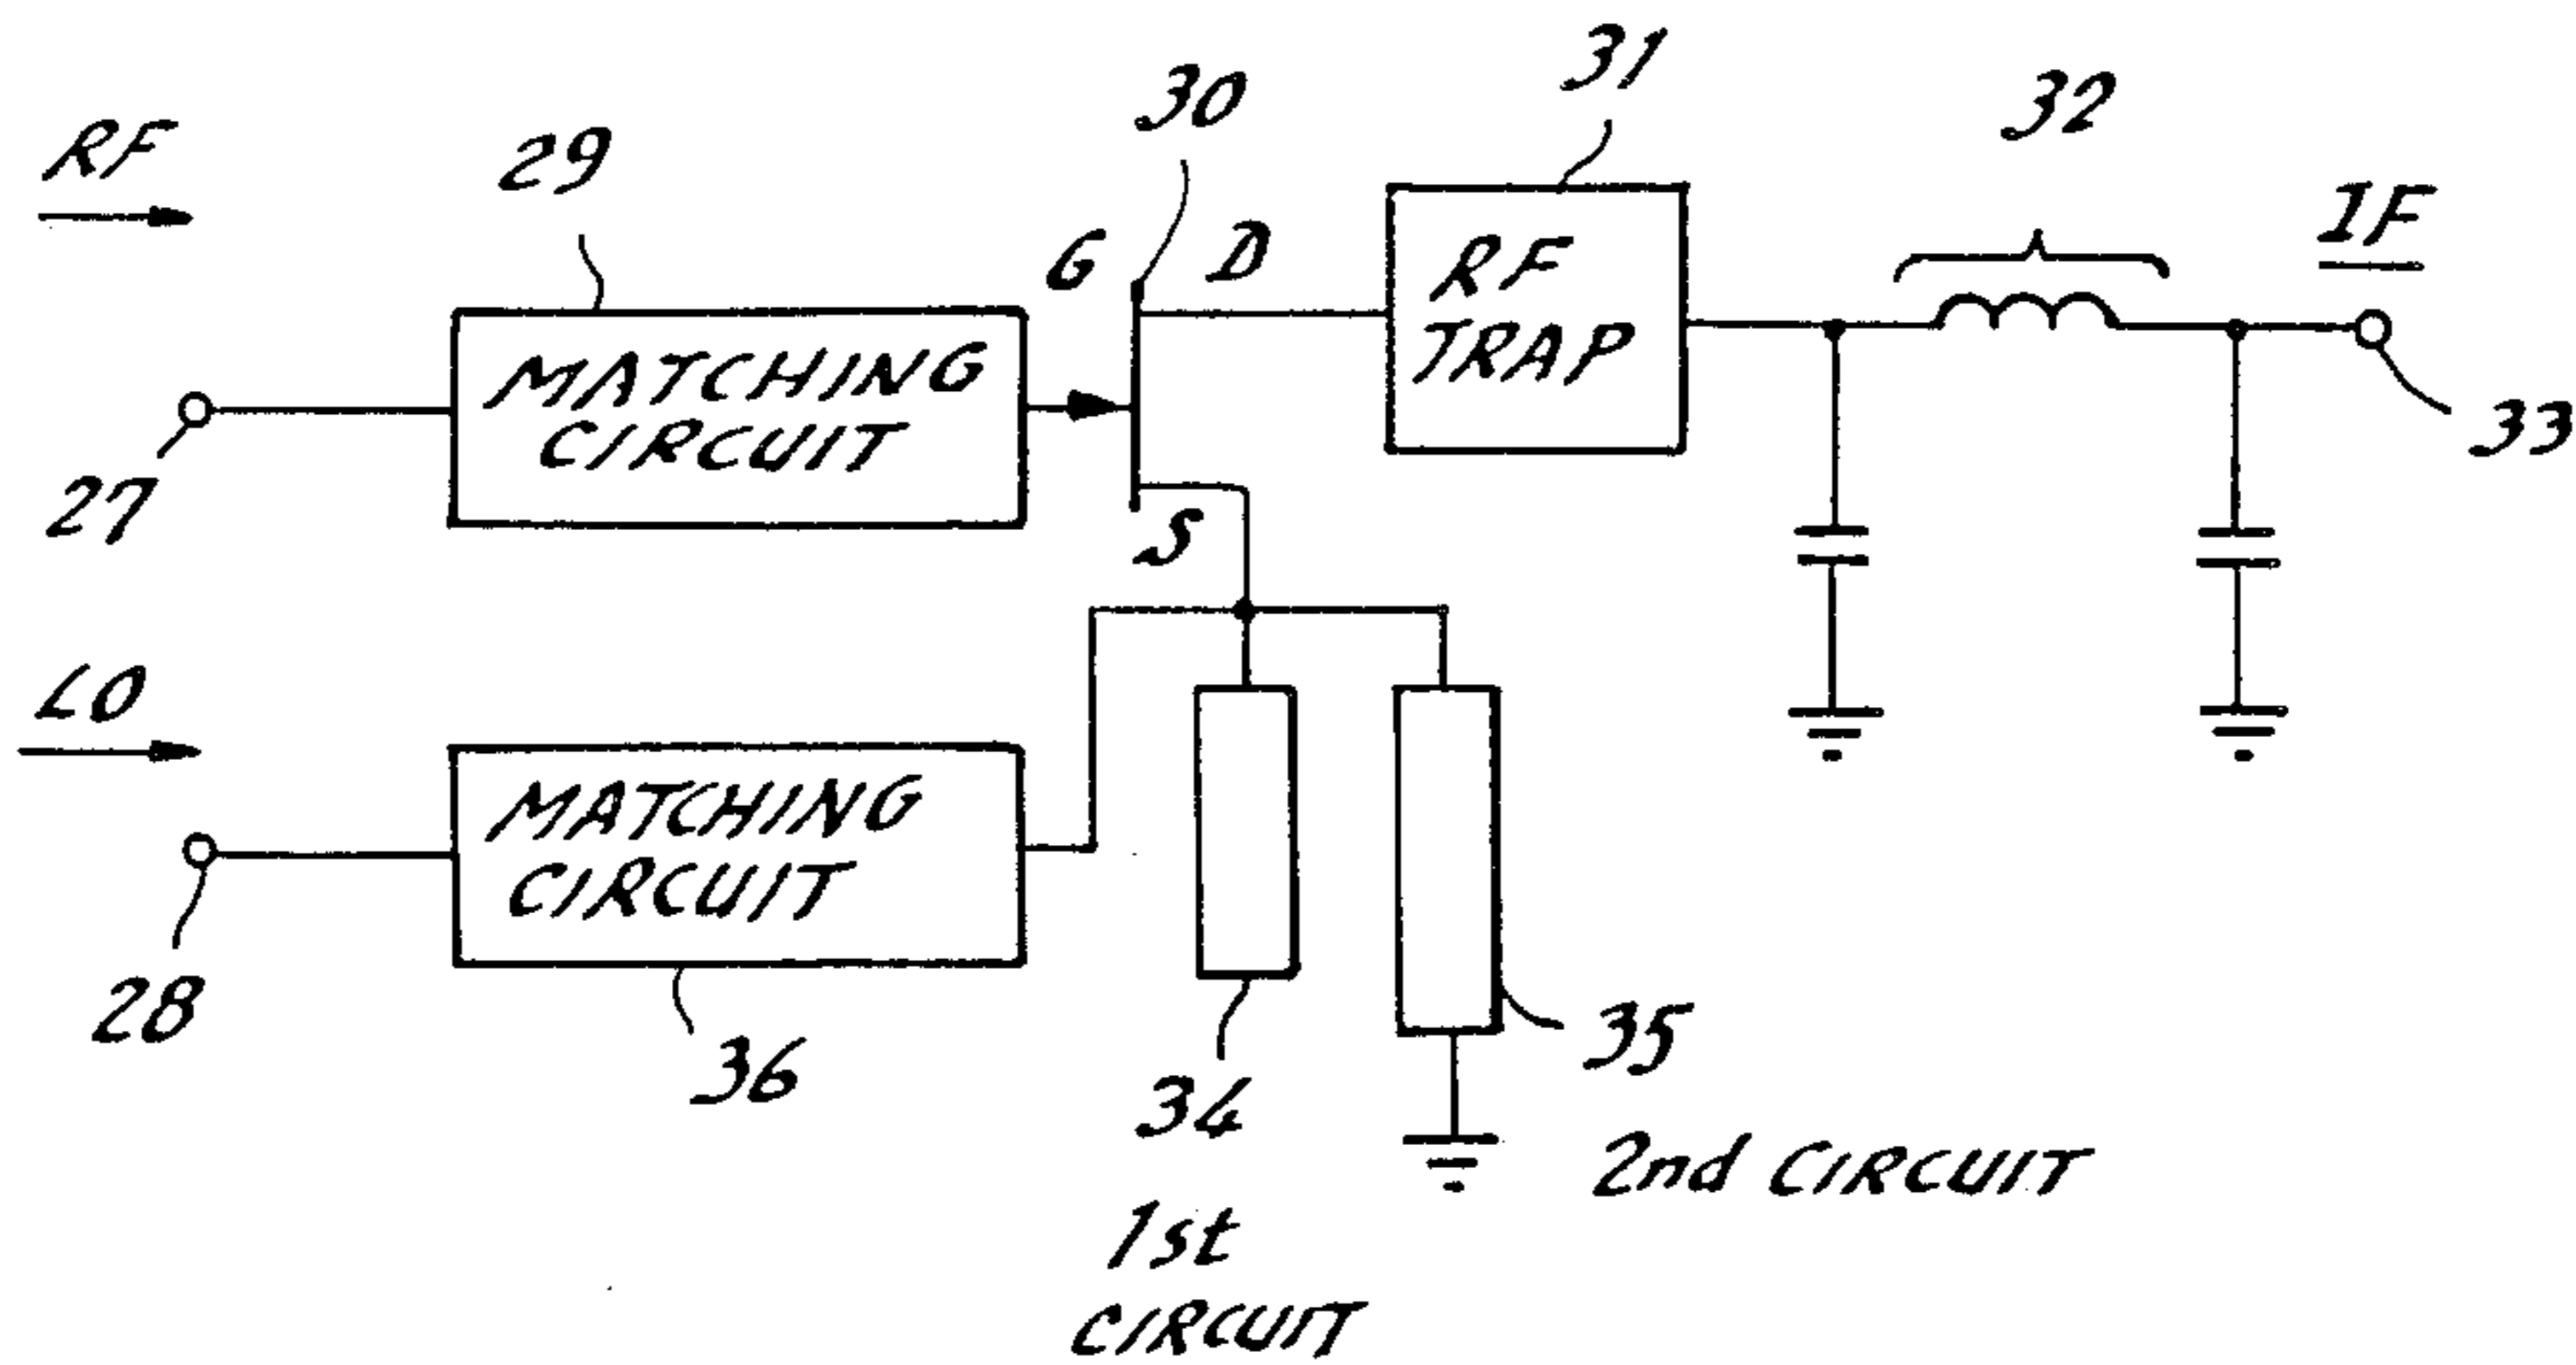 31
30
32
RF
29
IF
G
D
RF
TRAP
MATCHING
CIRCUIT
33
27
S
LO
MATCHING
CIRCUIT
28
36
34
35
2nd CIRCUIT
1st
CIRCUIT